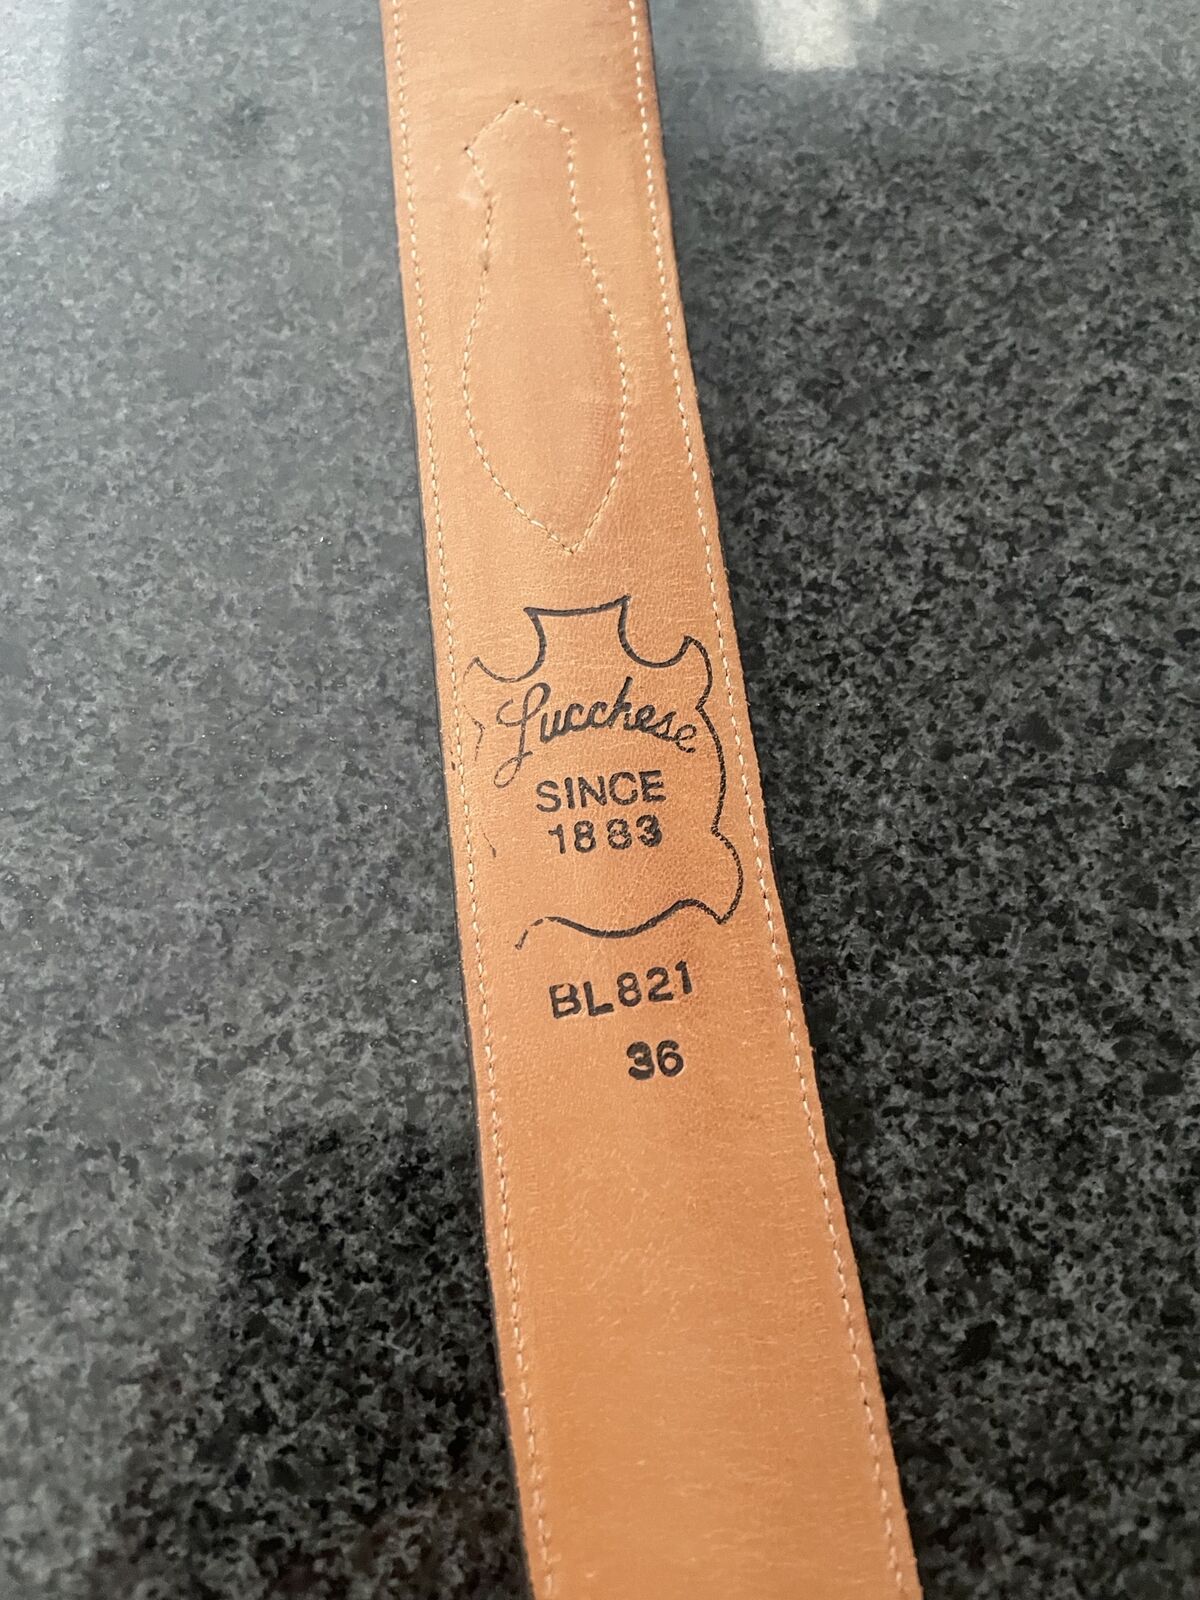 Lucchese
SINCE
1883
BL821
36